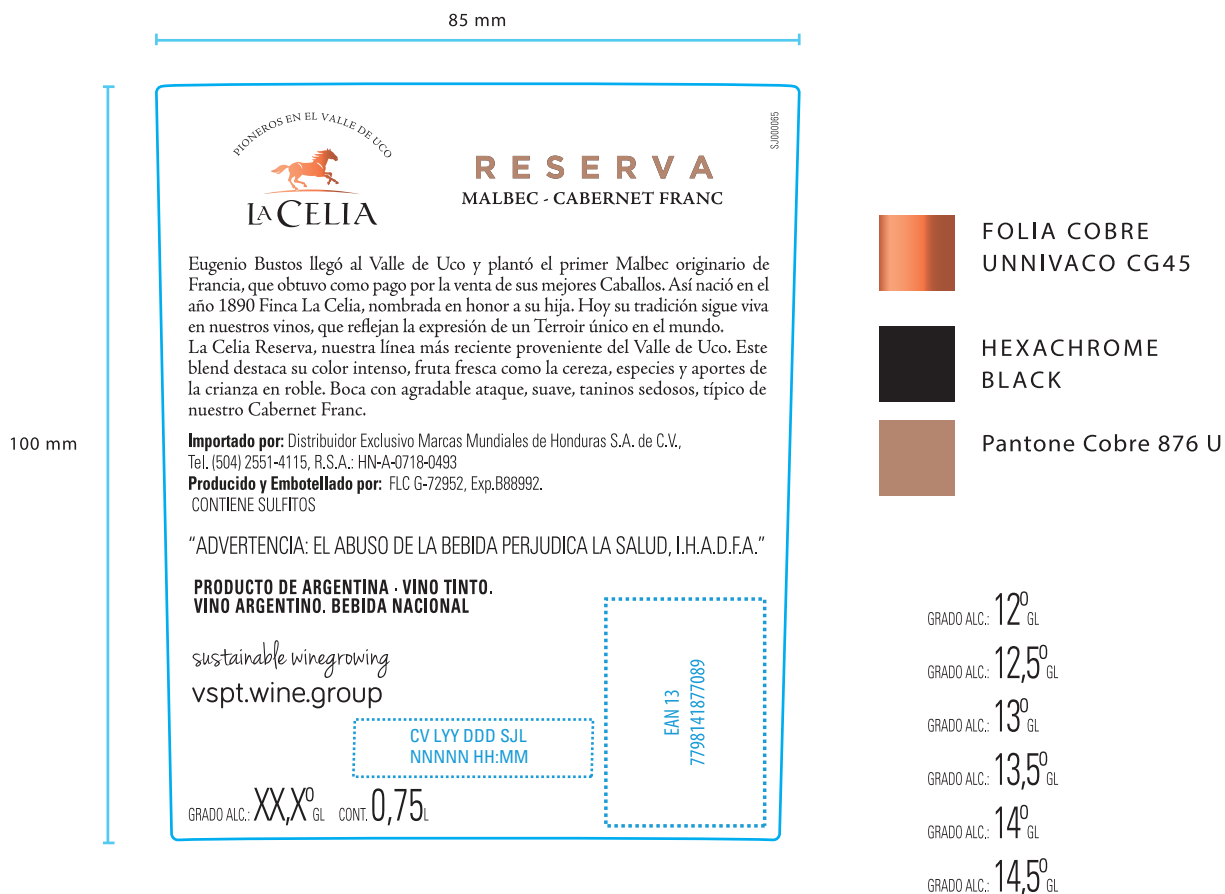 85 mm
100 mm
PIONEROS EN EL VALLE DE UCO
LA CELIA
RESERVA
MALBEC - CABERNET FRANC
SJ000065
Eugenio Bustos llegó al Valle de Uco y plantó el primer Malbec originario de
Francia, que obtuvo como pago por la venta de sus mejores Caballos. Así nació en el
año 1890 Finca La Celia, nombrada en honor a su hija. Hoy su tradición sigue viva
en nuestros vinos, que reflejan la expresión de un Terroir único en el mundo.
La Celia Reserva, nuestra línea más reciente proveniente del Valle de Uco. Este
blend destaca su color intenso, fruta fresca como la cereza, especies y aportes de
la crianza en roble. Boca con agradable ataque, suave, taninos sedosos, típico de
nuestro Cabernet Franc.
Importado por: Distribuidor Exclusivo Marcas Mundiales de Honduras S.A. de C.V.,
Tel. (504) 2551-4115, R.S.A.: HN-A-0718-0493
Producido y Embotellado por: FLC G-72952, Exp.B88992.
CONTIENE SULFITOS
“ADVERTENCIA: EL ABUSO DE LA BEBIDA PERJUDICA LA SALUD, I.H.A.D.F.A.”
PRODUCTO DE ARGENTINA · VINO TINTO.
VINO ARGENTINO. BEBIDA NACIONAL
sustainable winegrowing
vspt.wine.group
CV LYY DDD SJL
NNNNN HH:MM
EAN 13
7798141877089
GRADO ALC.: XX,X° GL CONT. 0,75L
FOLIA COBRE
UNNIVACO CG45
HEXACHROME
BLACK
Pantone Cobre 876 U
GRADO ALC.: 12° GL
GRADO ALC.: 12,5° GL
GRADO ALC.: 13° GL
GRADO ALC.: 13,5° GL
GRADO ALC.: 14° GL
GRADO ALC.: 14,5° GL